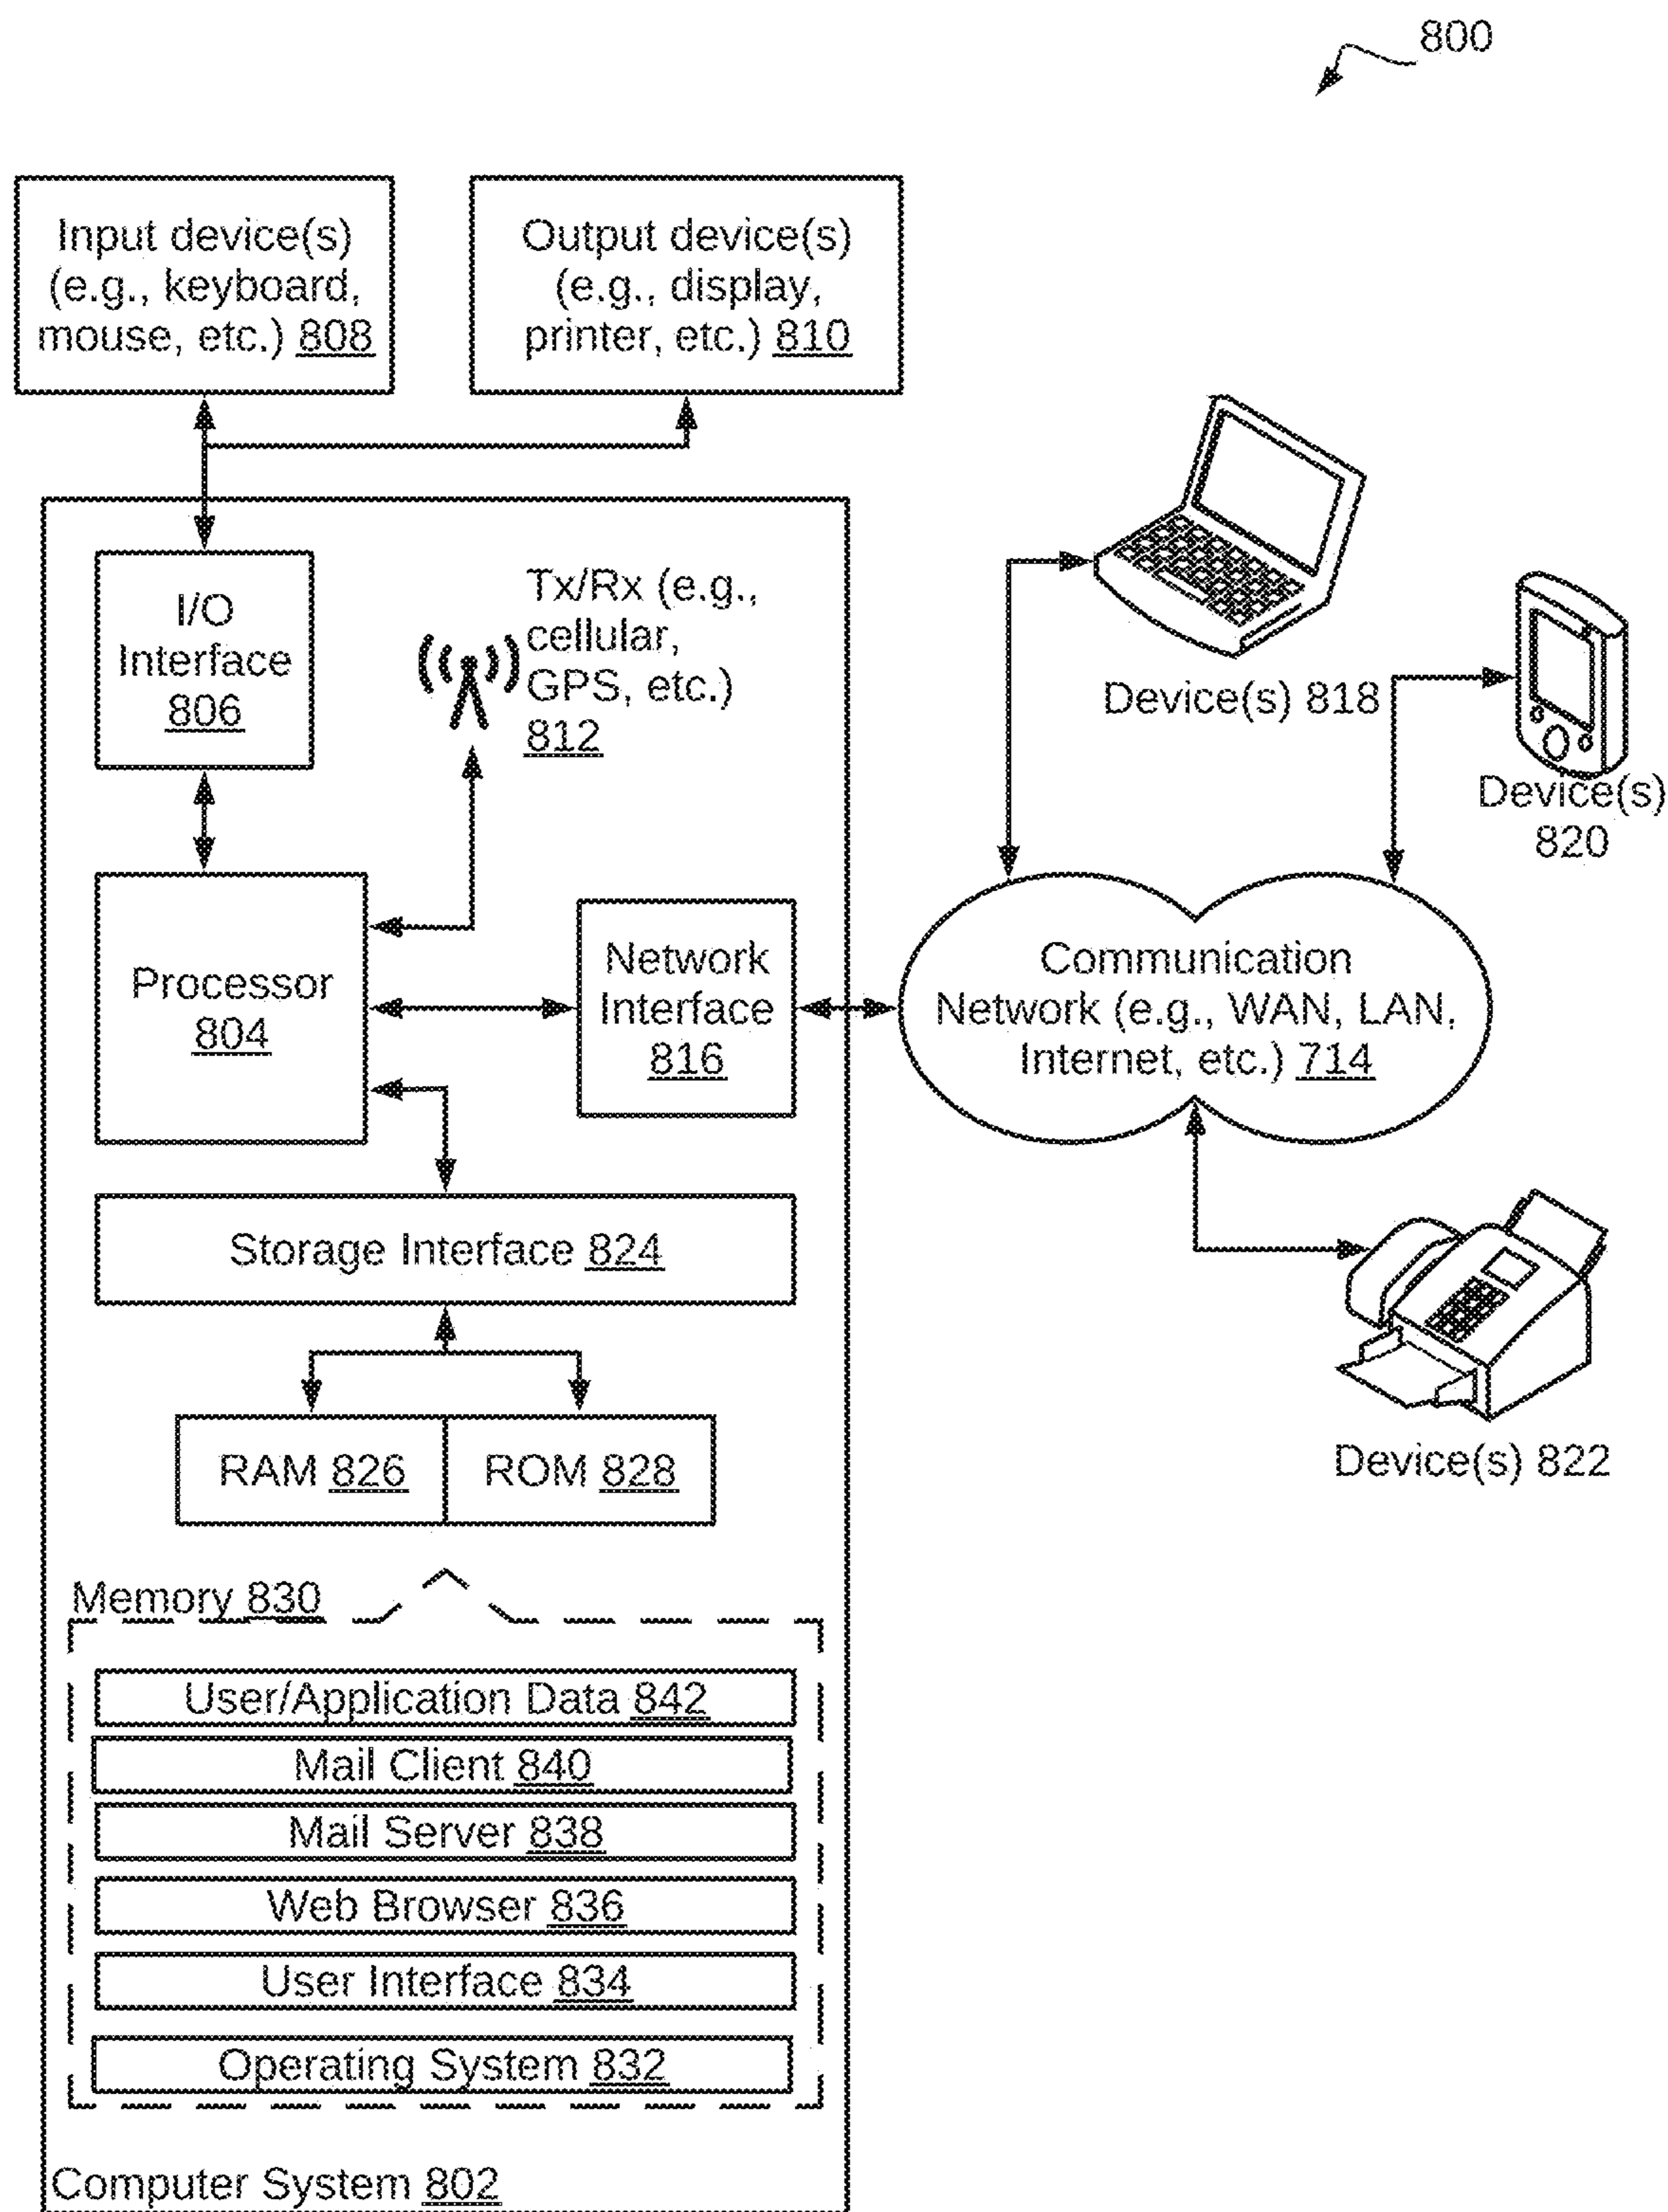 800
Input device(s)
(e.g., keyboard,
mouse, etc.) 808
Output device(s)
(e.g., display,
printer, etc.) 810
I/O
Interface
806
Tx/Rx (e.g.,
cellular,
GPS, etc.)
812
Device(s) 818
Device(s)
820
Processor
804
Network
Interface
816
Communication
Network (e.g., WAN, LAN,
Internet, etc.) 714
Storage Interface 824
RAM 826
ROM 828
Device(s) 822
Memory 830
User/Application Data 842
Mail Client 840
Mail Server 838
Web Browser 836
User Interface 834
Operating System 832
Computer System 802